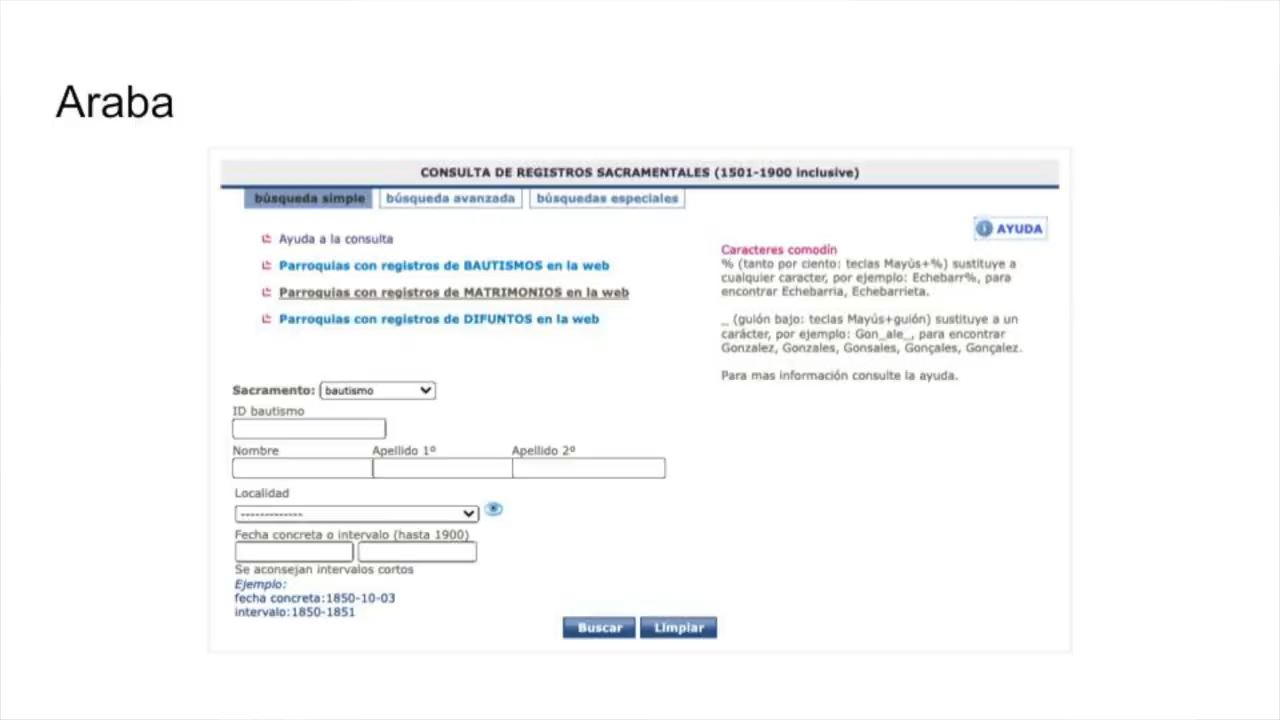 Araba
CONSULTA DE REGISTROS SACRAMENTALES (1501-1900 inclusive)
búsqueda simple búsqueda avanzada búsquedas especiales
AYUDA
Ayuda a la consulta
Parroquias con registros de BAUTISMOS en la web
Parroquias con registros de MATRIMONIOS en la web
Parroquias con registros de DIFUNTOS en la web
Caracteres comodín
% (tanto por ciento: teclas Mayús+%) sustituye a
cualquier caracter, por ejemplo: Echebarr%, para
encontrar Echebarria, Echebarrieta.
_ (guión bajo: teclas Mayús+guión) sustituye a un
carácter, por ejemplo: Gon_ale_, para encontrar
Gonzalez, Gonzales, Gonsales, Gonçales, Gonçalez.
Para mas información consulte la ayuda.
Sacramento: bautismo
ID bautismo
Nombre Apellido 1º Apellido 2º
Localidad
-------------
Fecha concreta o intervalo (hasta 1900)
Se aconsejan intervalos cortos
Ejemplo:
fecha concreta:1850-10-03
intervalo:1850-1851
Buscar Limpiar